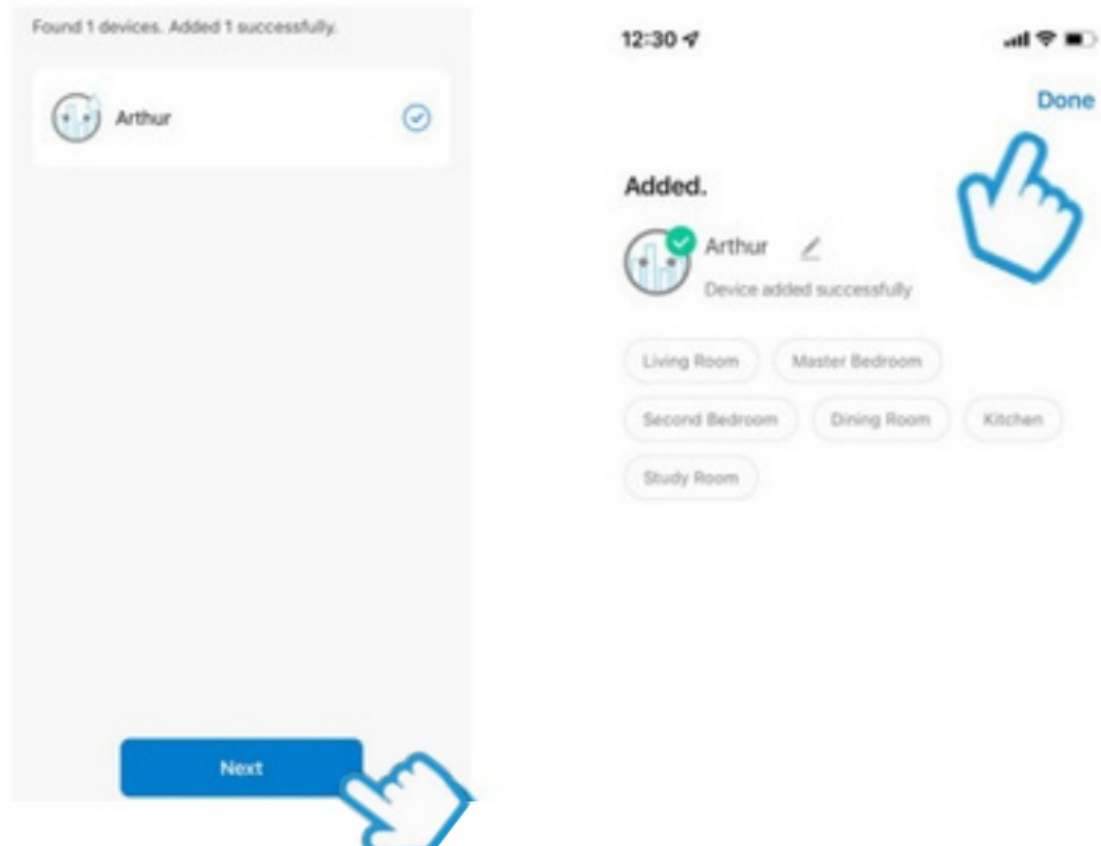 Found 1 devices. Added 1 successfully.
Arthur
Next
12:30
Done
Added.
Arthur
Device added successfully
Living Room
Master Bedroom
Second Bedroom
Dining Room
Kitchen
Study Room